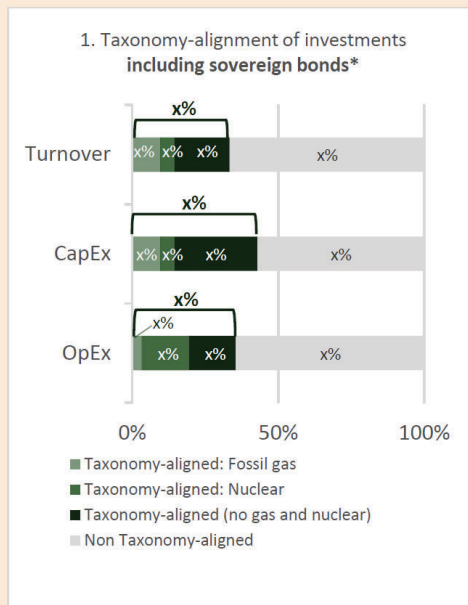 1. Taxonomy-alignment of investments
including sovereign bonds*
x%
Turnover
x% x% x% x%
x%
CapEx
x% x% x% x%
x%
x%
OpEx
x% x% x%
0% 50% 100%
Taxonomy-aligned: Fossil gas
Taxonomy-aligned: Nuclear
Taxonomy-aligned (no gas and nuclear)
Non Taxonomy-aligned